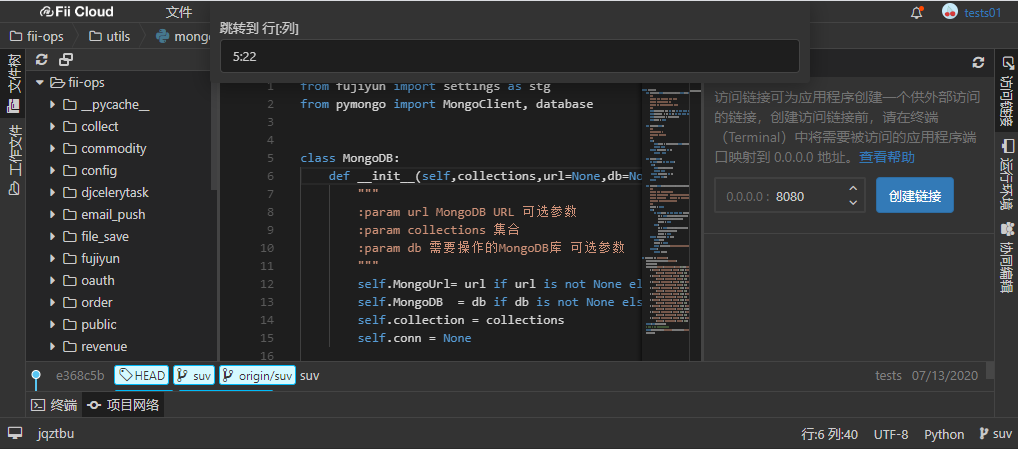 Fii Cloud 文件 tests01
跳转到 行[:列]
5:22
fii-ops utils mong
文件树
工作文件
fii-ops
__pycache__
collect
commodity
config
djcelerytask
email_push
file_save
fujiyun
oauth
order
public
revenue
1 from fujiyun import settings as stg
2 from pymongo import MongoClient, database
3
4
5 class MongoDB:
6 def __init__(self,collections,url=None,db=No
7 """
8 :param url MongoDB URL 可选参数
9 :param collections 集合
10 :param db 需要操作的MongoDB库 可选参数
11 """
12 self.MongoUrl= url if url is not None el
13 self.MongoDB = db if db is not None els
14 self.collection = collections
15 self.conn = None
16
访问链接可为应用程序创建一个供外部访问
的链接，创建访问链接前，请在终端
（Terminal）中将需要被访问的应用程序端
口映射到 0.0.0.0 地址。查看帮助
0.0.0.0 : 8080 创建链接
访问链接
运行环境
协同编辑
e368c5b HEAD suv origin/suv suv tests 07/13/2020
终端 项目网络
jqztbu 行:6 列:40 UTF-8 Python suv